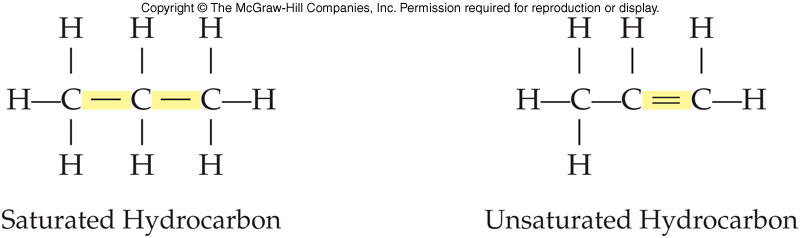 Copyright © The McGraw-Hill Companies, Inc. Permission required for reproduction or display.
H H H H H H
H—C—C—C—H H—C—C=C—H
H H H H
Saturated Hydrocarbon Unsaturated Hydrocarbon